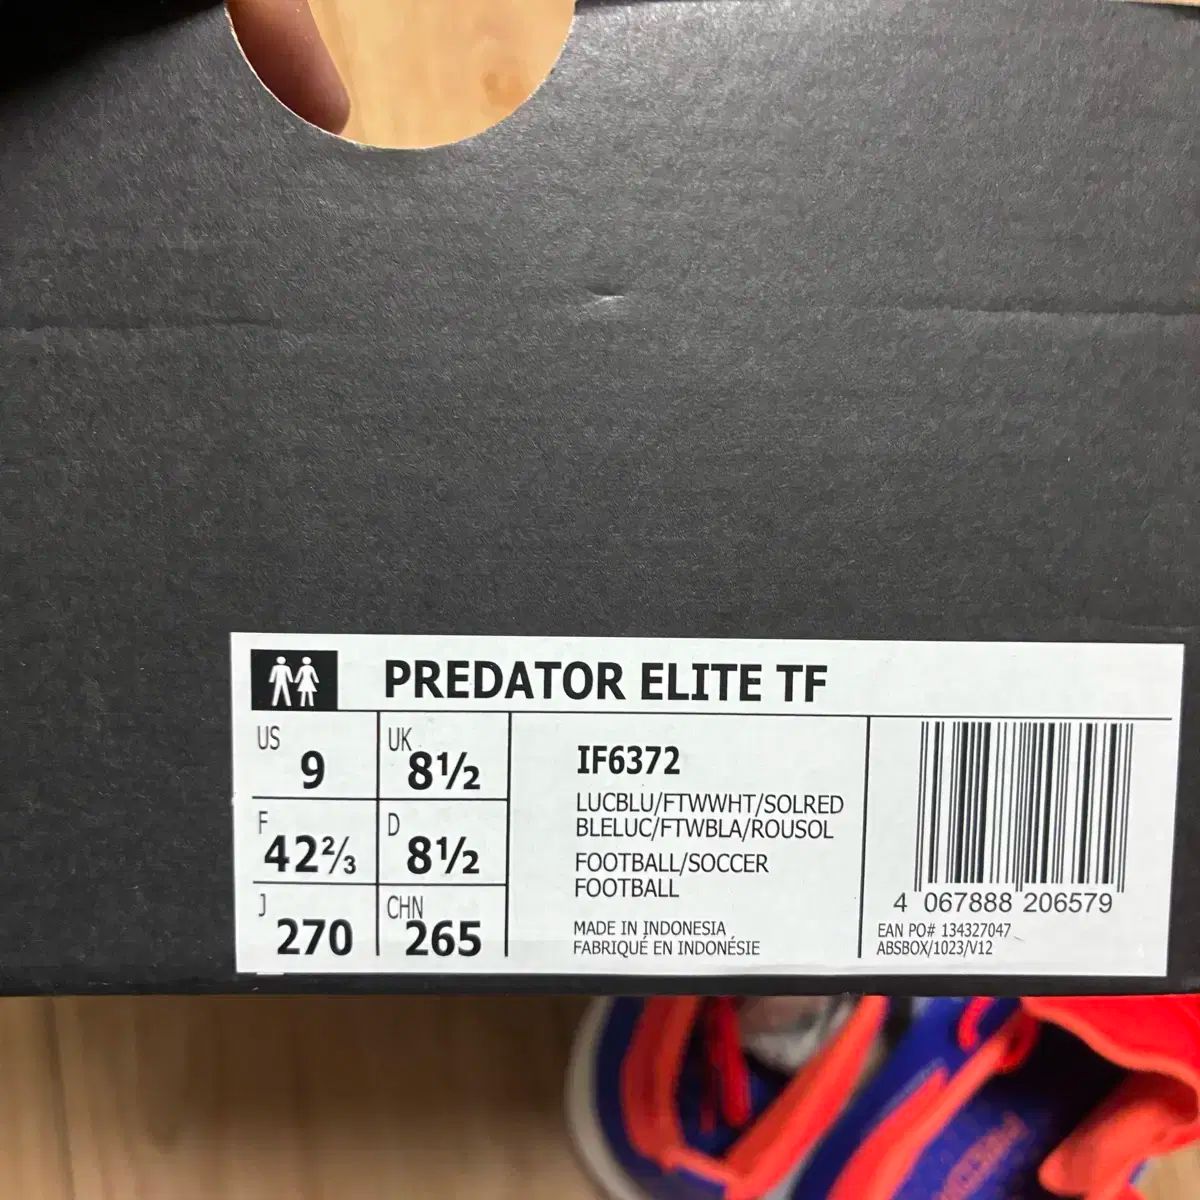 PREDATOR ELITE TF
US 9
UK 8½
F 42⅔
D 8½
J 270
CHN 265
IF6372
LUCBLU/FTWWHT/SOLRED
BLELUC/FTWBLA/ROUSOL
FOOTBALL/SOCCER
FOOTBALL
MADE IN INDONESIA
FABRIQUÉ EN INDONÉSIE
4 067888 206579
EAN PO# 134327047
ABSBOX/1023/V12